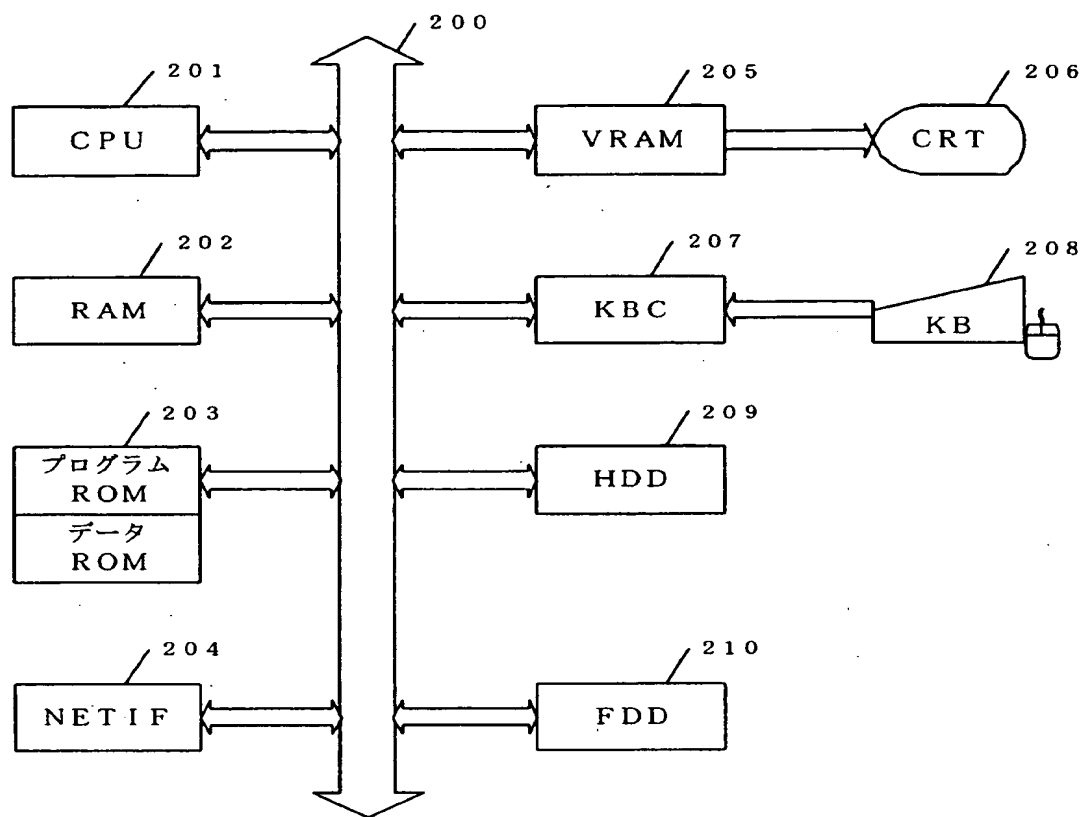 200
201
CPU
205
VRAM
206
CRT
202
RAM
207
KBC
208
KB
203
プログラム
ROM
データ
ROM
209
HDD
204
NETIF
210
FDD